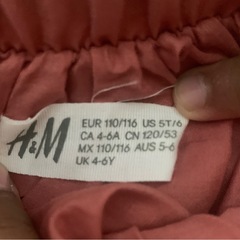 H&M
EUR 110/116 US 5T/6
CA 4-6A CN 120/53
MX 110/116 AUS 5-6
UK 4-6Y